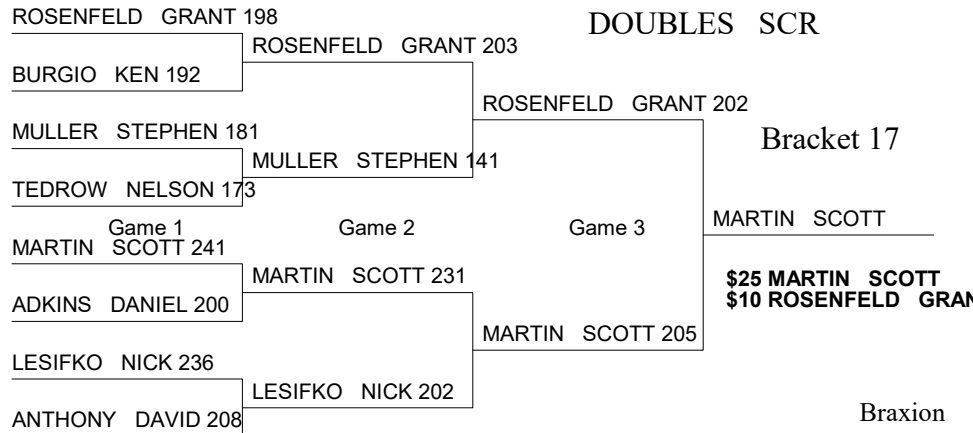 ROSENFELD GRANT 198
DOUBLES SCR
ROSENFELD GRANT 203
BURGIO KEN 192
ROSENFELD GRANT 202
MULLER STEPHEN 181
Bracket 17
MULLER STEPHEN 141
TEDROW NELSON 173
Game 1 Game 2 Game 3
MARTIN SCOTT
MARTIN SCOTT 241
MARTIN SCOTT 231
$25 MARTIN SCOTT
ADKINS DANIEL 200
$10 ROSENFELD GRAN
MARTIN SCOTT 205
LESIFKO NICK 236
LESIFKO NICK 202
ANTHONY DAVID 208
Braxion